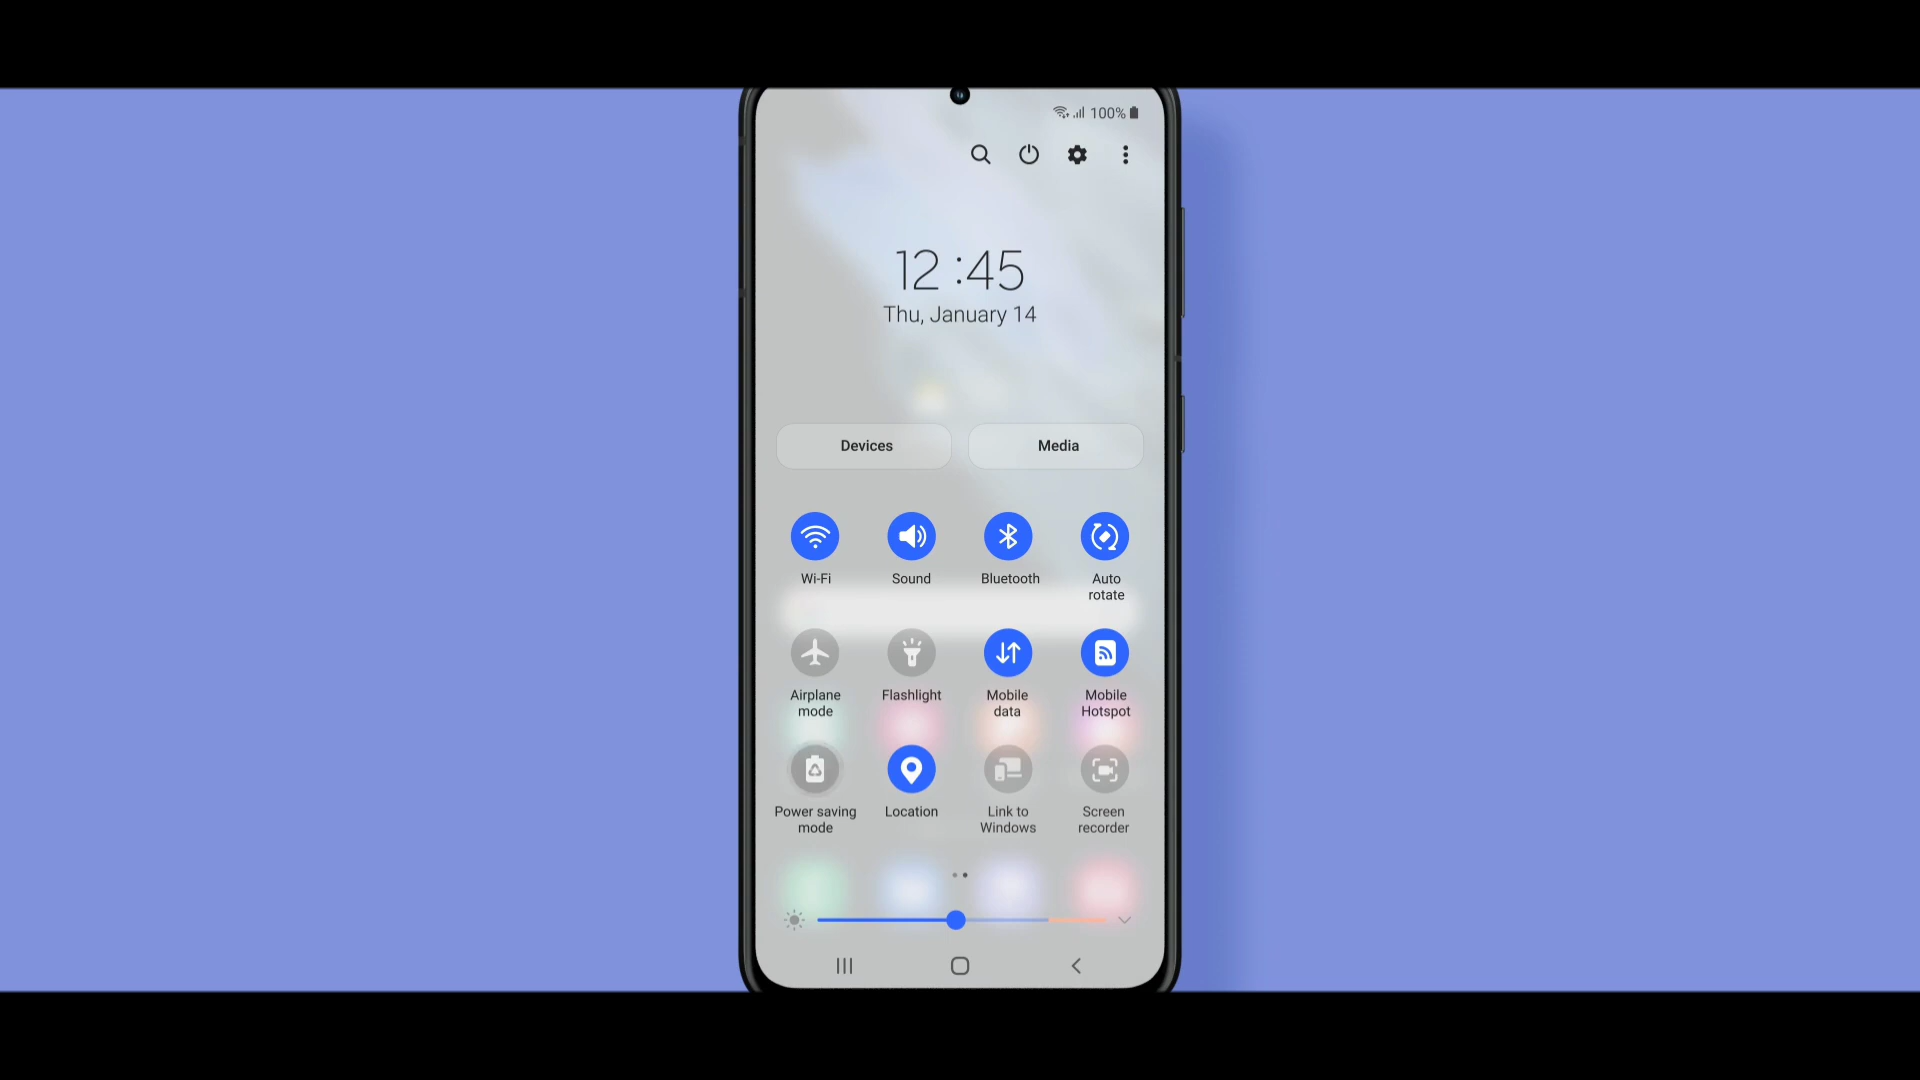 100%
12:45
Thu, January 14
Devices Media
Wi-Fi Sound Bluetooth Auto rotate
Airplane mode Flashlight Mobile data Mobile Hotspot
Power saving mode Location Link to Windows Screen recorder